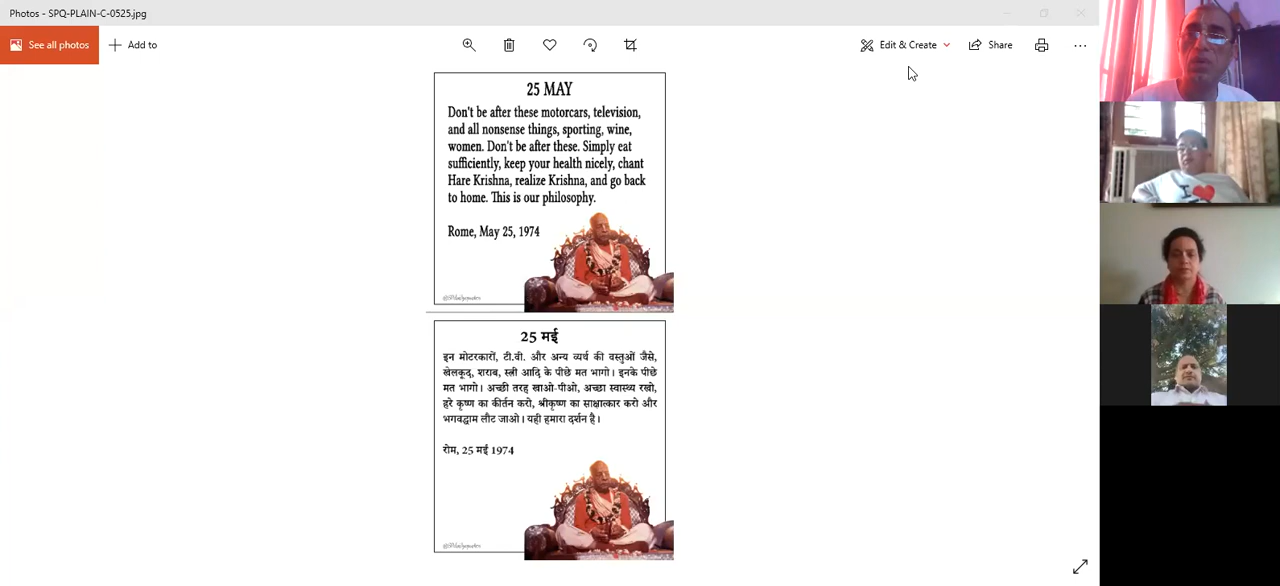 Photos - SPQ-PLAIN-C-0525.jpg
See all photos
Add to
Edit & Create
Share
25 MAY
Don't be after these motorcars, television,
and all nonsense things, sporting, wine,
women. Don't be after these. Simply eat
sufficiently, keep your health nicely, chant
Hare Krishna, realize Krishna, and go back
to home. This is our philosophy.
Rome, May 25, 1974
25 मई
इन मोटरकारों, टी.वी. और अन्य व्यर्थ की वस्तुओं जैसे,
खेलकूद, शराब, स्त्री आदि के पीछे मत भागो। इनके पीछे
मत भागो। अच्छी तरह खाओ-पीओ, अच्छा स्वास्थ्य रखो,
हरे कृष्ण का कीर्तन करो, श्रीकृष्ण का साक्षात्कार करो और
भगवद्धाम लौट जाओ। यही हमारा दर्शन है।
रोम, 25 मई 1974
I